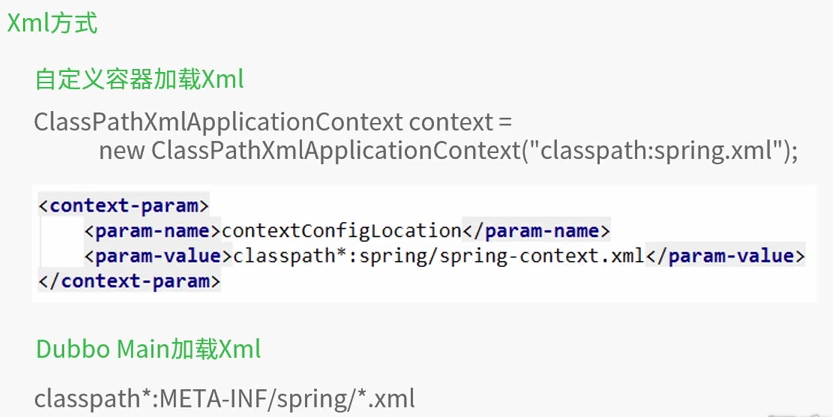 Xml方式
自定义容器加载Xml
ClassPathXmlApplicationContext context =
new ClassPathXmlApplicationContext("classpath:spring.xml");
<context-param>
<param-name>contextConfigLocation</param-name>
<param-value>classpath*:spring/spring-context.xml</param-value>
</context-param>
Dubbo Main加载Xml
classpath*:META-INF/spring/*.xml